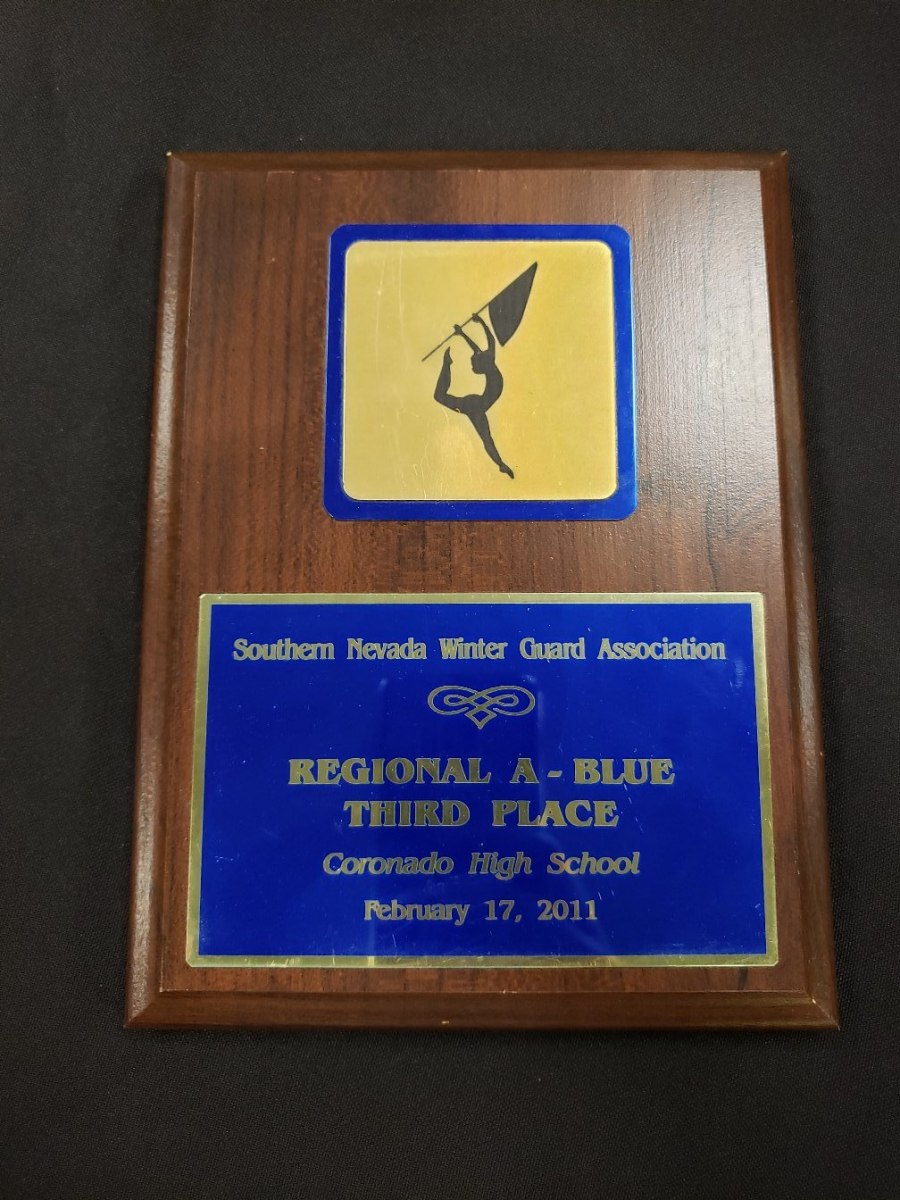 Southern Nevada Winter Guard Association
REGIONAL A - BLUE
THIRD PLACE
Coronado High School
February 17, 2011